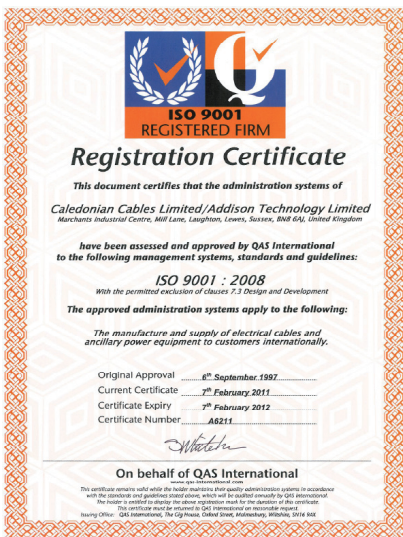 ISO 9001
REGISTERED FIRM
Registration Certificate
This document certifies that the administration systems of
Caledonian Cables Limited/Addison Technology Limited
Marchants Industrial Centre, Mill Lane, Laughton, Lewes, Sussex, BN8 6AJ, United Kingdom
have been assessed and approved by QAS International
to the following management systems, standards and guidelines:
ISO 9001 : 2008
With the permitted exclusion of clauses 7.3 Design and Development
The approved administration systems apply to the following:
The manufacture and supply of electrical cables and
ancillary power equipment to customers internationally.
Original Approval 6th September 1997
Current Certificate 7th February 2011
Certificate Expiry 7th February 2012
Certificate Number A6211
On behalf of QAS International
www.qas-international.com
This certificate remains valid while the holder maintains their quality administration systems in accordance
with the standards and guidelines stated above, which will be audited annually by QAS International.
The holder is entitled to display the above registration mark for the duration of this certificate.
This certificate must be returned to QAS International on reasonable request.
Issuing Office: QAS International, The Gig House, Oxford Street, Malmesbury, Wiltshire, SN16 9AX.